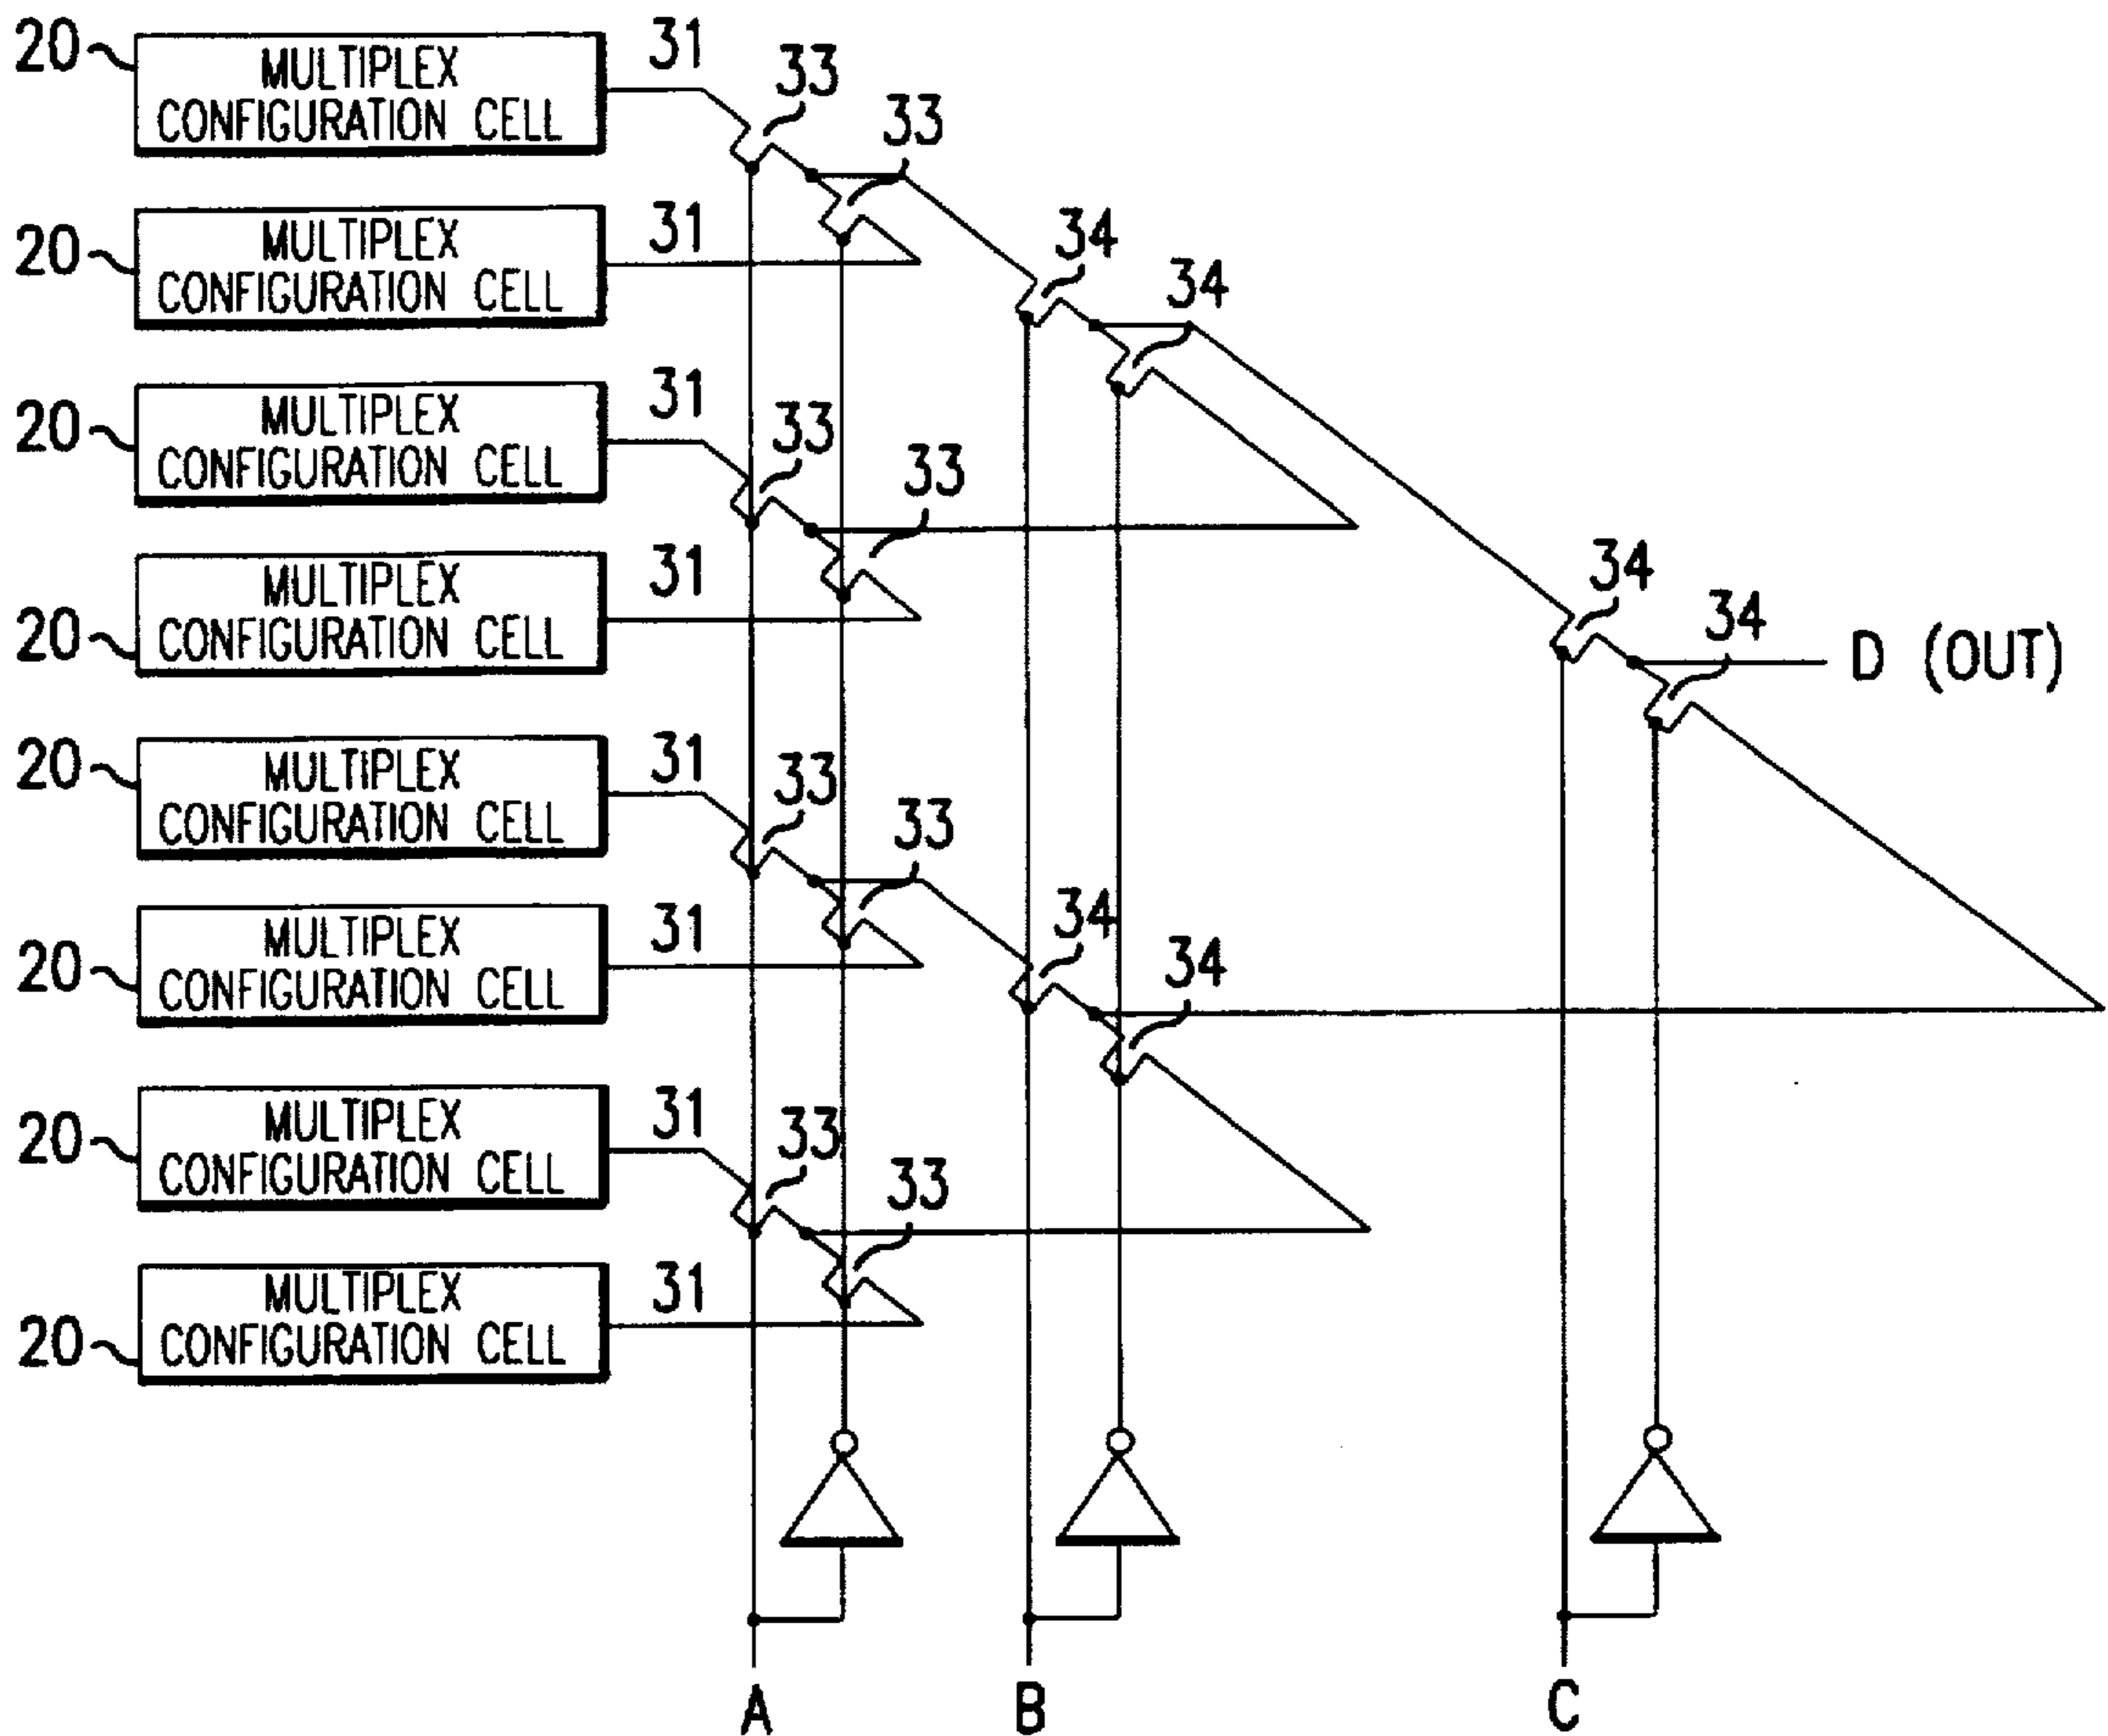 20 MULTIPLEX CONFIGURATION CELL 31 33
33
20 MULTIPLEX CONFIGURATION CELL 31
34
34
20 MULTIPLEX CONFIGURATION CELL 31 33
33
20 MULTIPLEX CONFIGURATION CELL 31
34
34
D (OUT)
20 MULTIPLEX CONFIGURATION CELL 31 33
33
20 MULTIPLEX CONFIGURATION CELL 31
34
34
20 MULTIPLEX CONFIGURATION CELL 31 33
33
20 MULTIPLEX CONFIGURATION CELL 31
A B C